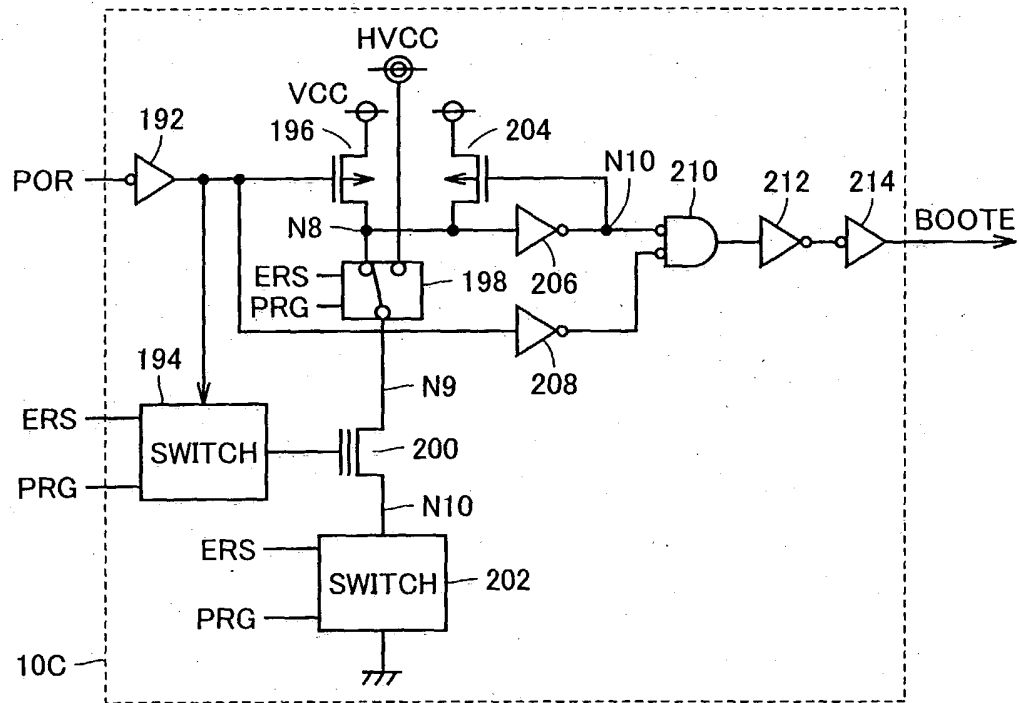 HVCC
VCC
192
196
204
POR
N10
210
212
214
BOOTE
N8
206
ERS
198
PRG
208
194
N9
ERS
SWITCH
200
PRG
N10
ERS
SWITCH
202
PRG
10C